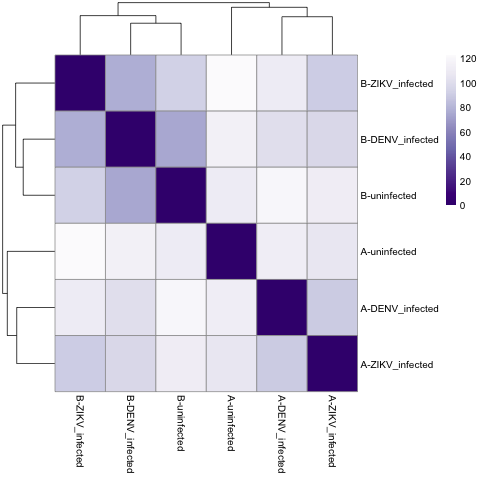 120
100
80
60
40
20
0
B-ZIKV_infected
B-DENV_infected
B-uninfected
A-uninfected
A-DENV_infected
A-ZIKV_infected
B-ZIKV_infected
B-DENV_infected
B-uninfected
A-uninfected
A-DENV_infected
A-ZIKV_infected